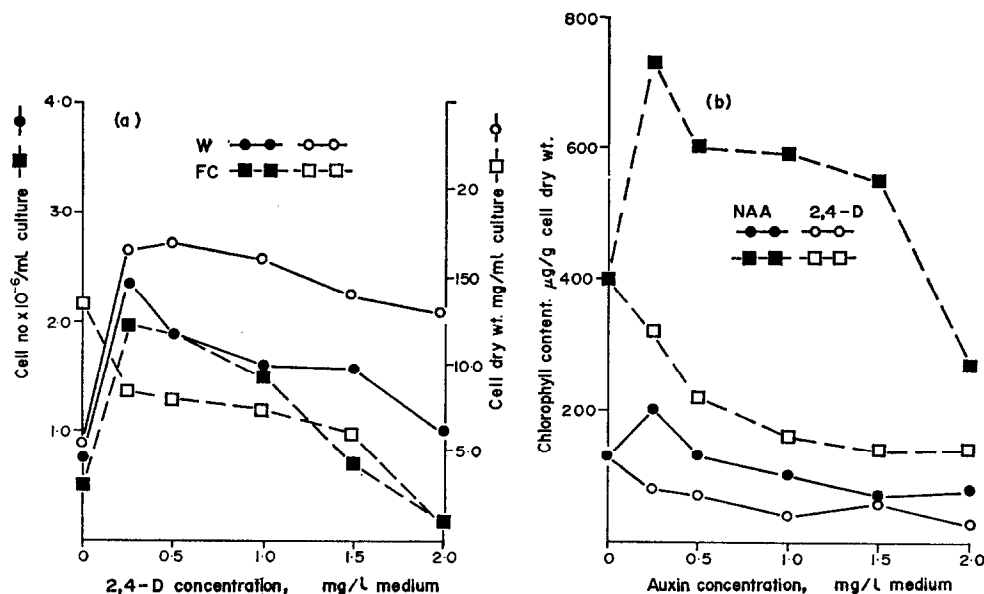 (a)
W
FC
4·0
3·0
2·0
1·0
Cell no x 10⁻⁶/mL culture
20
150
10·0
5·0
Cell dry wt. mg/mL culture
0 0·5 1·0 1·5 2·0
2,4-D concentration, mg/l medium
(b)
NAA 2,4-D
800
600
400
200
Chlorophyll content. µg/g cell dry wt.
0 0·5 1·0 1·5 2·0
Auxin concentration, mg/l medium